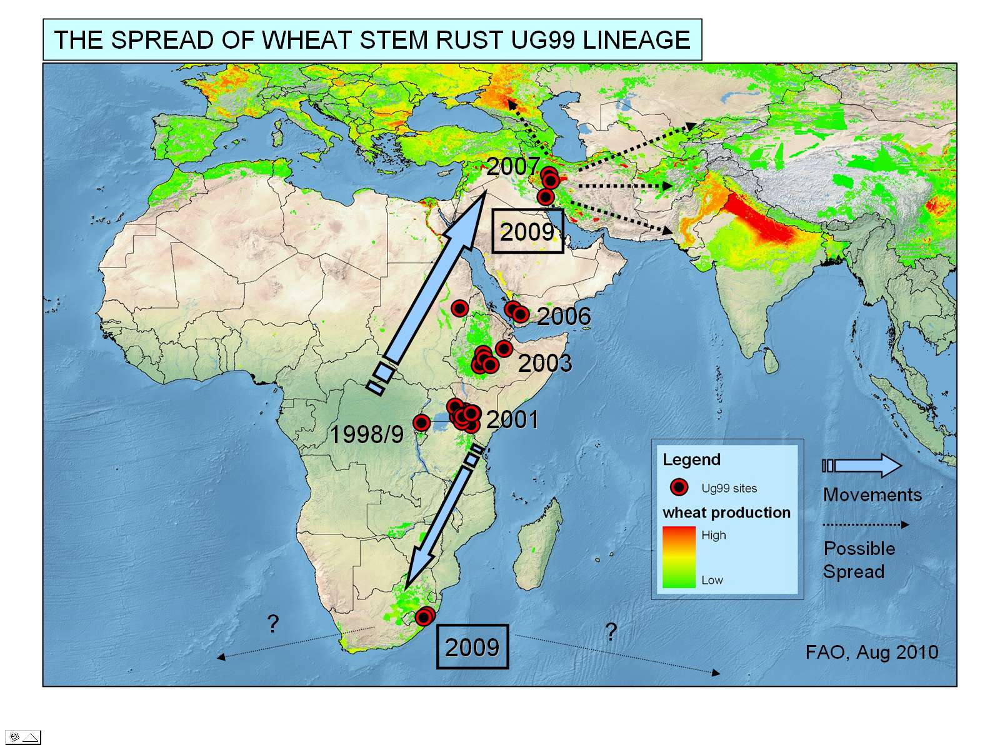 THE SPREAD OF WHEAT STEM RUST UG99 LINEAGE
2007
2009
2006
2003
2001
1998/9
Legend
Ug99 sites
wheat production
High
Low
Movements
Possible
Spread
?
?
2009
FAO, Aug 2010